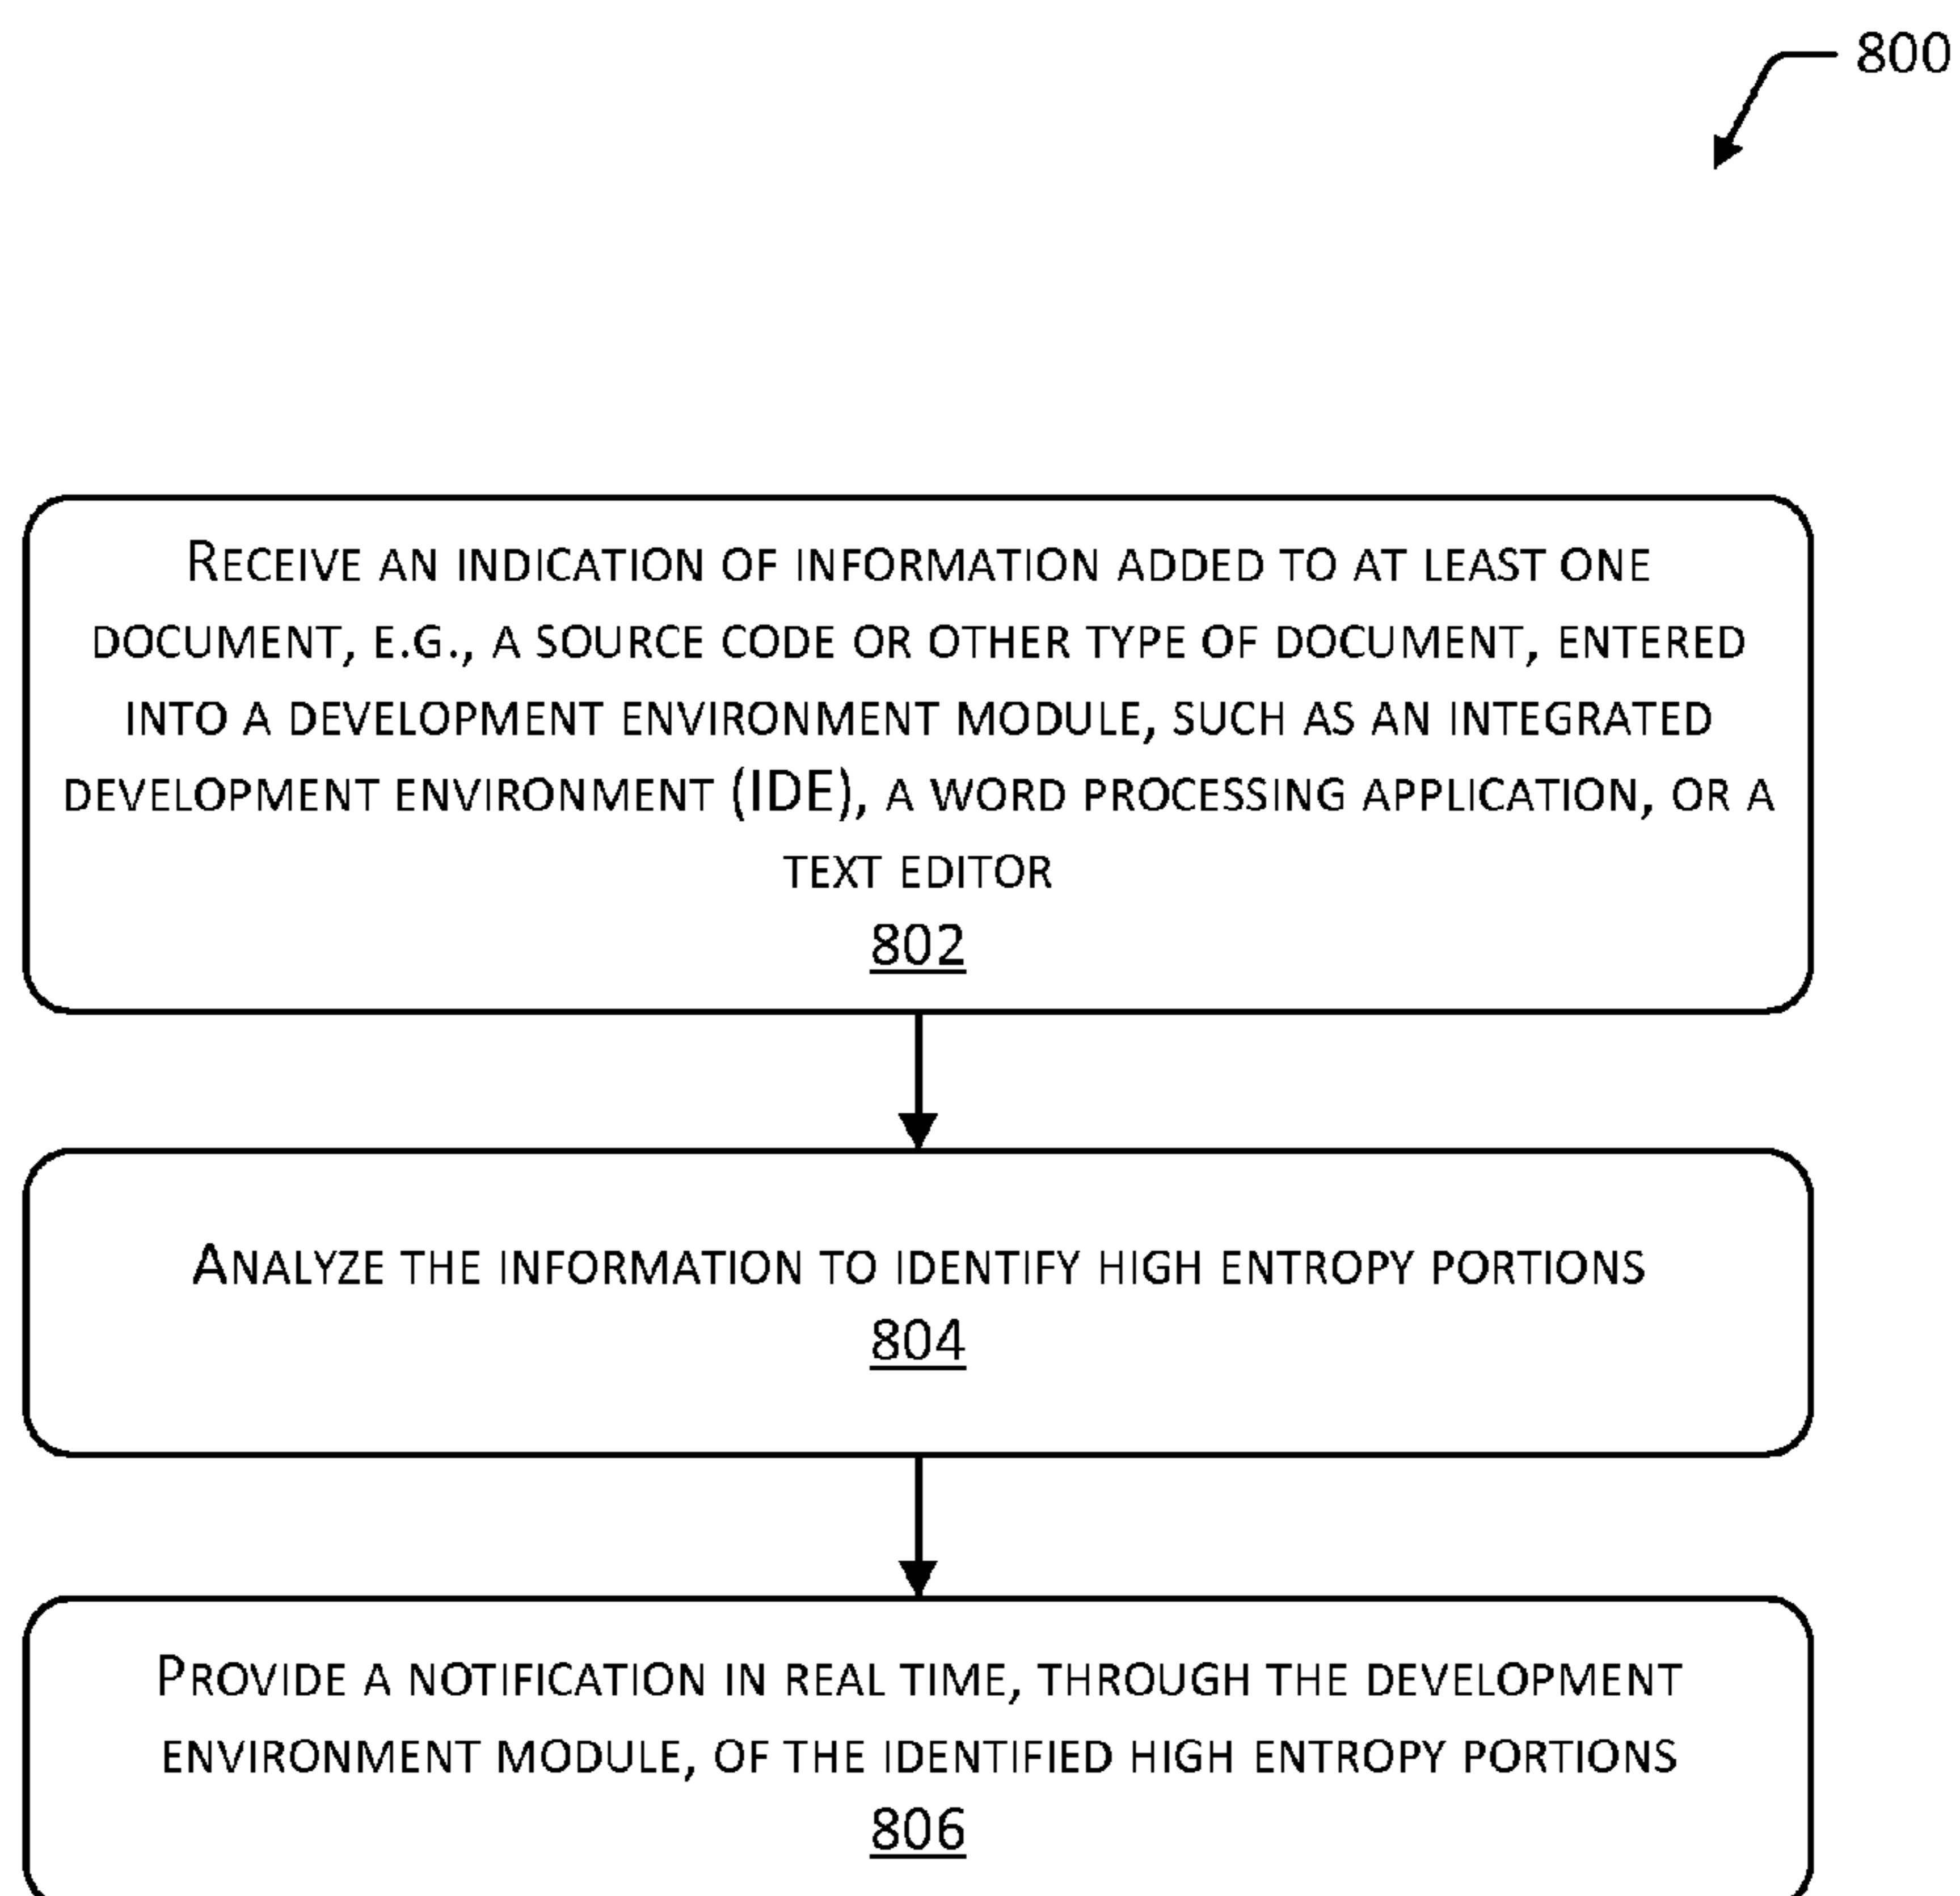 800
Receive an indication of information added to at least one
document, e.g., a source code or other type of document, entered
into a development environment module, such as an integrated
development environment (IDE), a word processing application, or a
text editor
802
Analyze the information to identify high entropy portions
804
Provide a notification in real time, through the development
environment module, of the identified high entropy portions
806